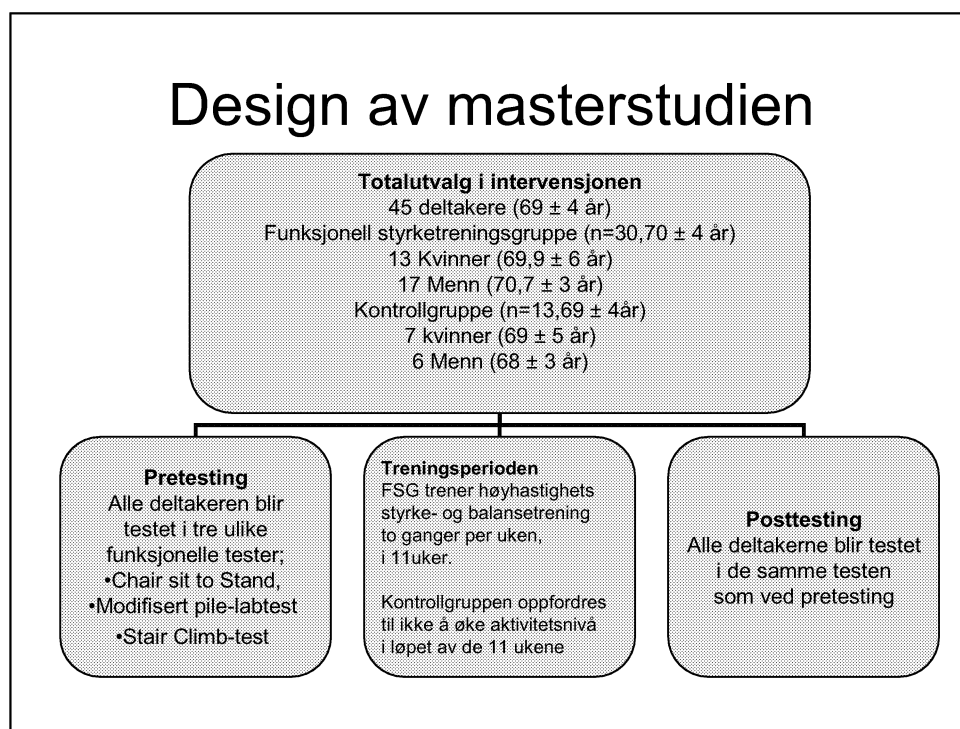 Design av masterstudien
Totalutvalg i intervensjonen
45 deltakere (69 ± 4 år)
Funksjonell styretreningsgruppe (n=30,70 ± 4 år)
13 Kvinner (69,9 ± 6 år)
17 Menn (70,7 ± 3 år)
Kontrollgruppe (n=13,69 ± 4år)
7 kvinner (69 ± 5 år)
6 Menn (68 ± 3 år)
Pretesting
Alle deltakeren blir
testet i tre ulike
funksjonelle tester;
•Chair sit to Stand,
•Modifisert pile-labtest
•Stair Climb-test
Treningsperioden
FSG trener høyhastighets
styrke- og balansetrening
to ganger per uken,
i 11uker.
Kontrollgruppen oppfordres
til ikke å øke aktivitetsnivå
i løpet av de 11 ukene
Posttesting
Alle deltakerne blir testet
i de samme testen
som ved pretesting